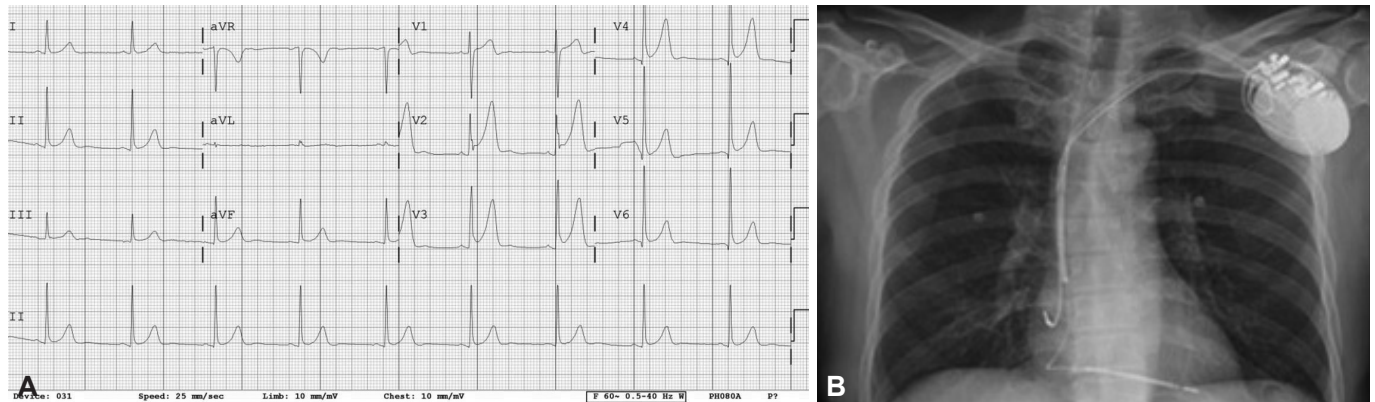 I aVR V1 V4
II aVL V2 V5
III aVF V3 V6
II
A
Device: 031 Speed: 25 mm/sec Limb: 10 mm/mV Chest: 10 mm/mV F 60~ 0.5-40 Hz W PH080A P?
B